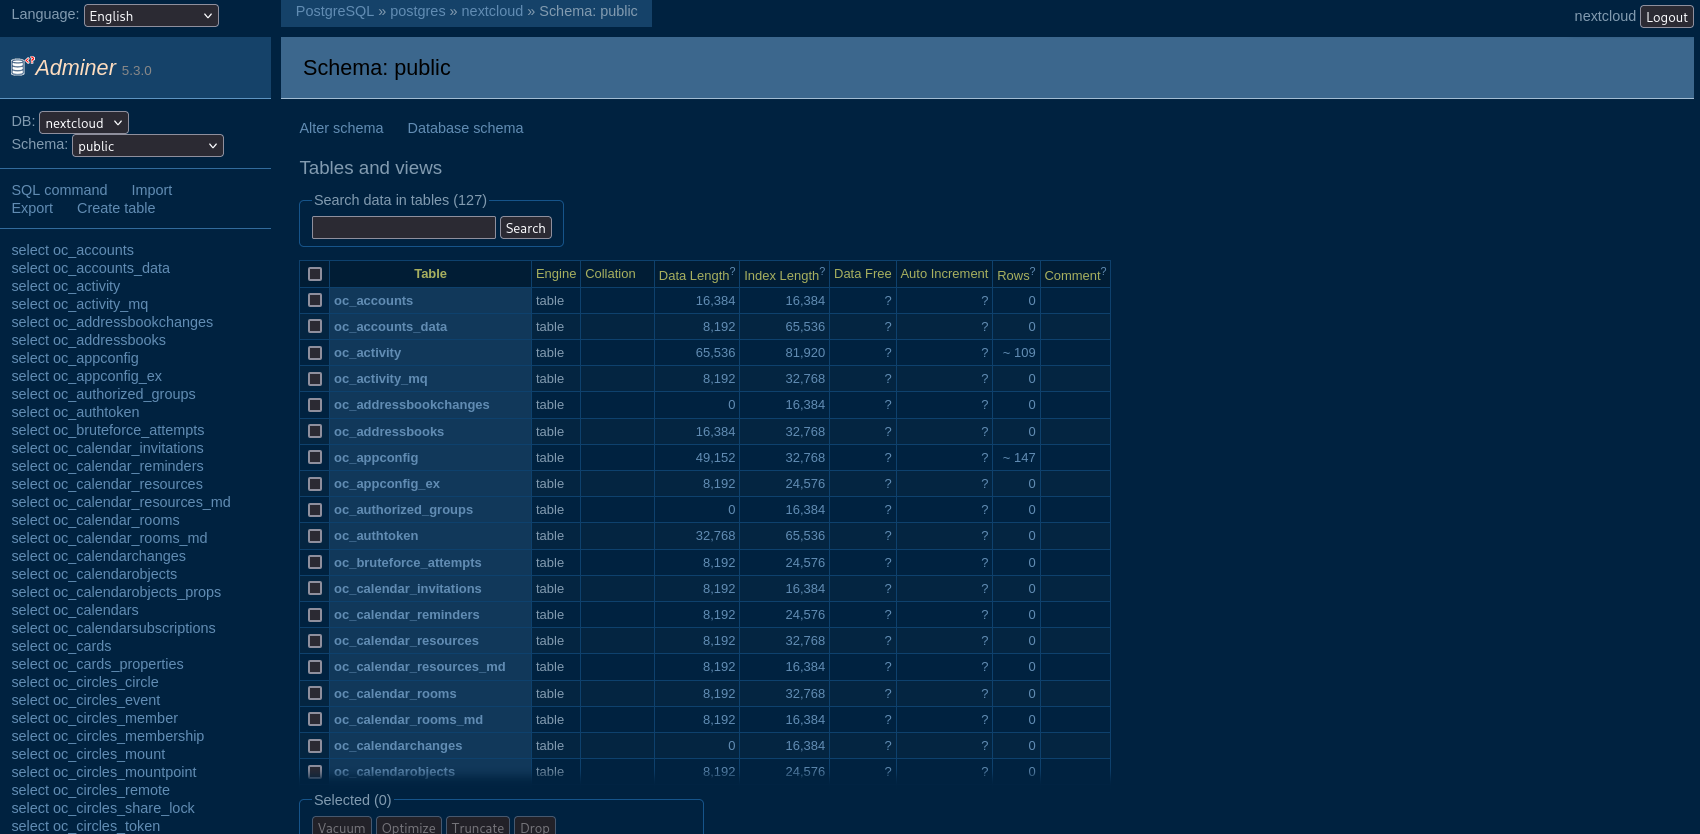 Language: English
PostgreSQL » postgres » nextcloud » Schema: public
nextcloud Logout
Adminer 5.3.0
Schema: public
DB: nextcloud
Schema: public
SQL command Import
Export Create table
select oc_accounts
select oc_accounts_data
select oc_activity
select oc_activity_mq
select oc_addressbookchanges
select oc_addressbooks
select oc_appconfig
select oc_appconfig_ex
select oc_authorized_groups
select oc_authtoken
select oc_bruteforce_attempts
select oc_calendar_invitations
select oc_calendar_reminders
select oc_calendar_resources
select oc_calendar_resources_md
select oc_calendar_rooms
select oc_calendar_rooms_md
select oc_calendarchanges
select oc_calendarobjects
select oc_calendarobjects_props
select oc_calendars
select oc_calendarsubscriptions
select oc_cards
select oc_cards_properties
select oc_circles_circle
select oc_circles_event
select oc_circles_member
select oc_circles_membership
select oc_circles_mount
select oc_circles_mountpoint
select oc_circles_remote
select oc_circles_share_lock
select oc_circles_token
Alter schema Database schema
Tables and views
Search data in tables (127)
Search
Table Engine Collation Data Length? Index Length? Data Free Auto Increment Rows? Comment?
oc_accounts table 16,384 16,384 ? ? 0
oc_accounts_data table 8,192 65,536 ? ? 0
oc_activity table 65,536 81,920 ? ? ~ 109
oc_activity_mq table 8,192 32,768 ? ? 0
oc_addressbookchanges table 0 16,384 ? ? 0
oc_addressbooks table 16,384 32,768 ? ? 0
oc_appconfig table 49,152 32,768 ? ? ~ 147
oc_appconfig_ex table 8,192 24,576 ? ? 0
oc_authorized_groups table 0 16,384 ? ? 0
oc_authtoken table 32,768 65,536 ? ? 0
oc_bruteforce_attempts table 8,192 24,576 ? ? 0
oc_calendar_invitations table 8,192 16,384 ? ? 0
oc_calendar_reminders table 8,192 24,576 ? ? 0
oc_calendar_resources table 8,192 32,768 ? ? 0
oc_calendar_resources_md table 8,192 16,384 ? ? 0
oc_calendar_rooms table 8,192 32,768 ? ? 0
oc_calendar_rooms_md table 8,192 16,384 ? ? 0
oc_calendarchanges table 0 16,384 ? ? 0
oc_calendarobjects table 8,192 24,576 ? ? 0
Selected (0)
Vacuum Optimize Truncate Drop